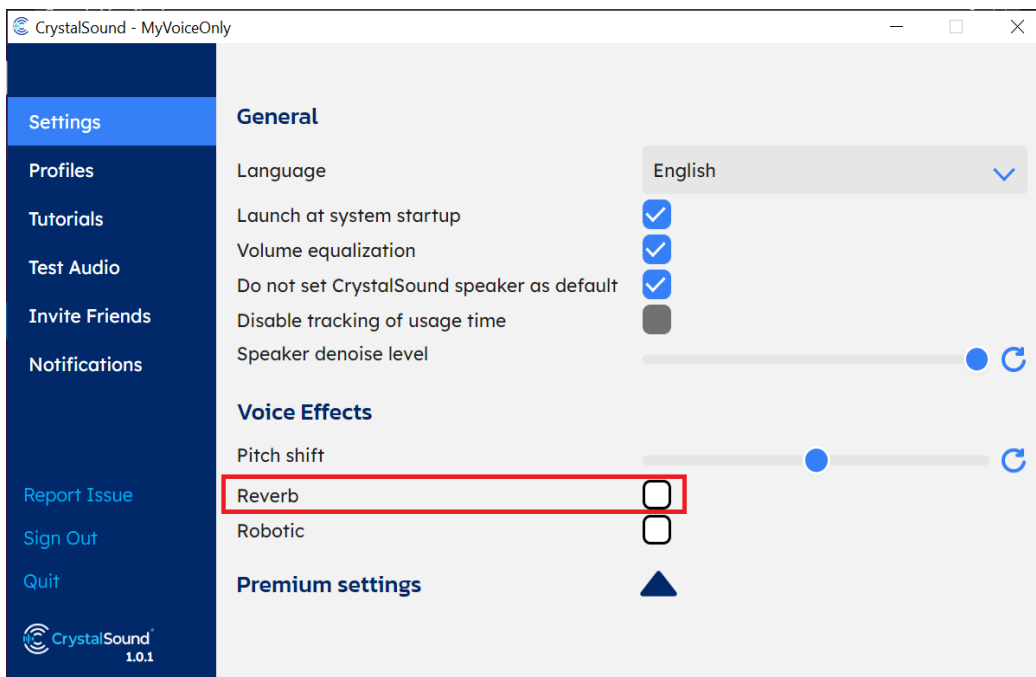 CrystalSound - MyVoiceOnly
Settings
Profiles
Tutorials
Test Audio
Invite Friends
Notifications
Report Issue
Sign Out
Quit
CrystalSound
1.0.1
General
Language English
Launch at system startup
Volume equalization
Do not set CrystalSound speaker as default
Disable tracking of usage time
Speaker denoise level
Voice Effects
Pitch shift
Reverb
Robotic
Premium settings